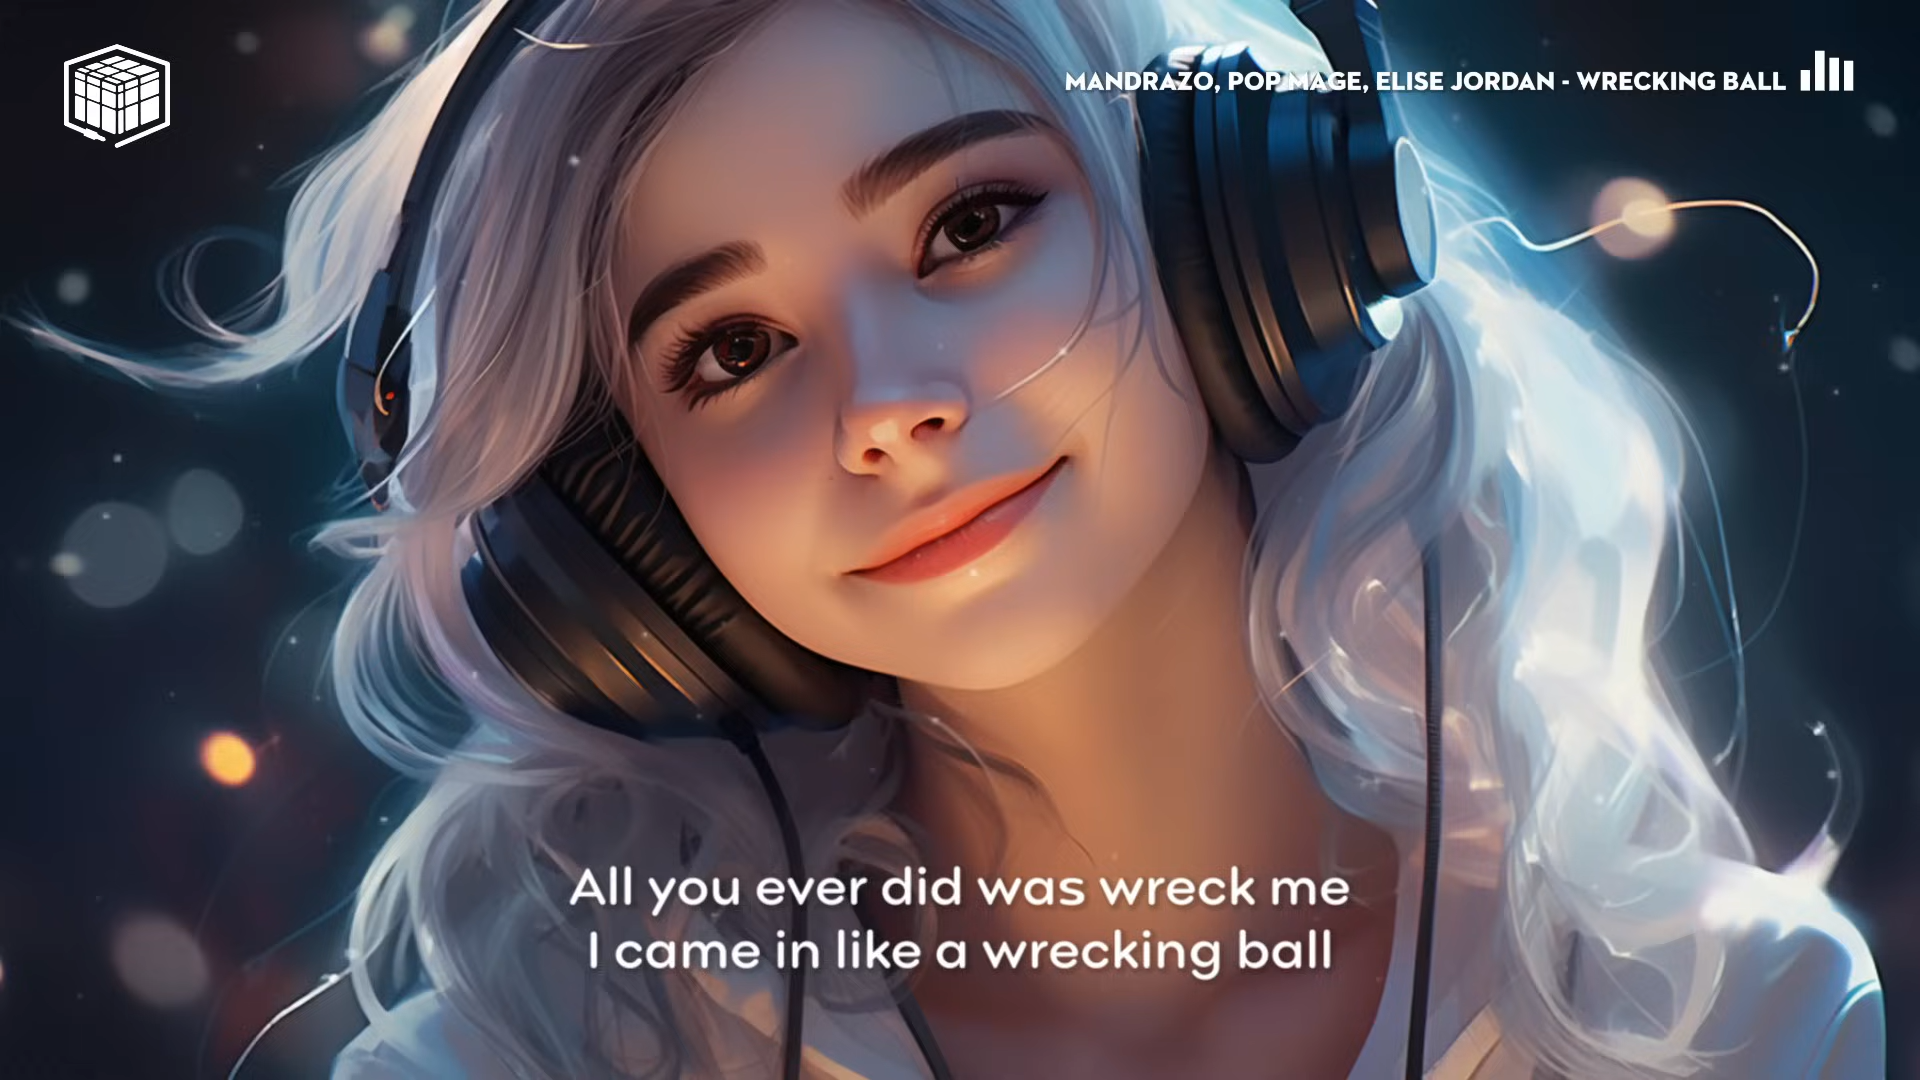 MANDRAZO, POP MAGE, ELISE JORDAN - WRECKING BALL
All you ever did was wreck me
I came in like a wrecking ball